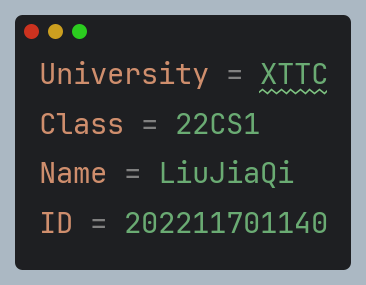 University = XTTC
Class = 22CS1
Name = LiuJiaQi
ID = 202211701140